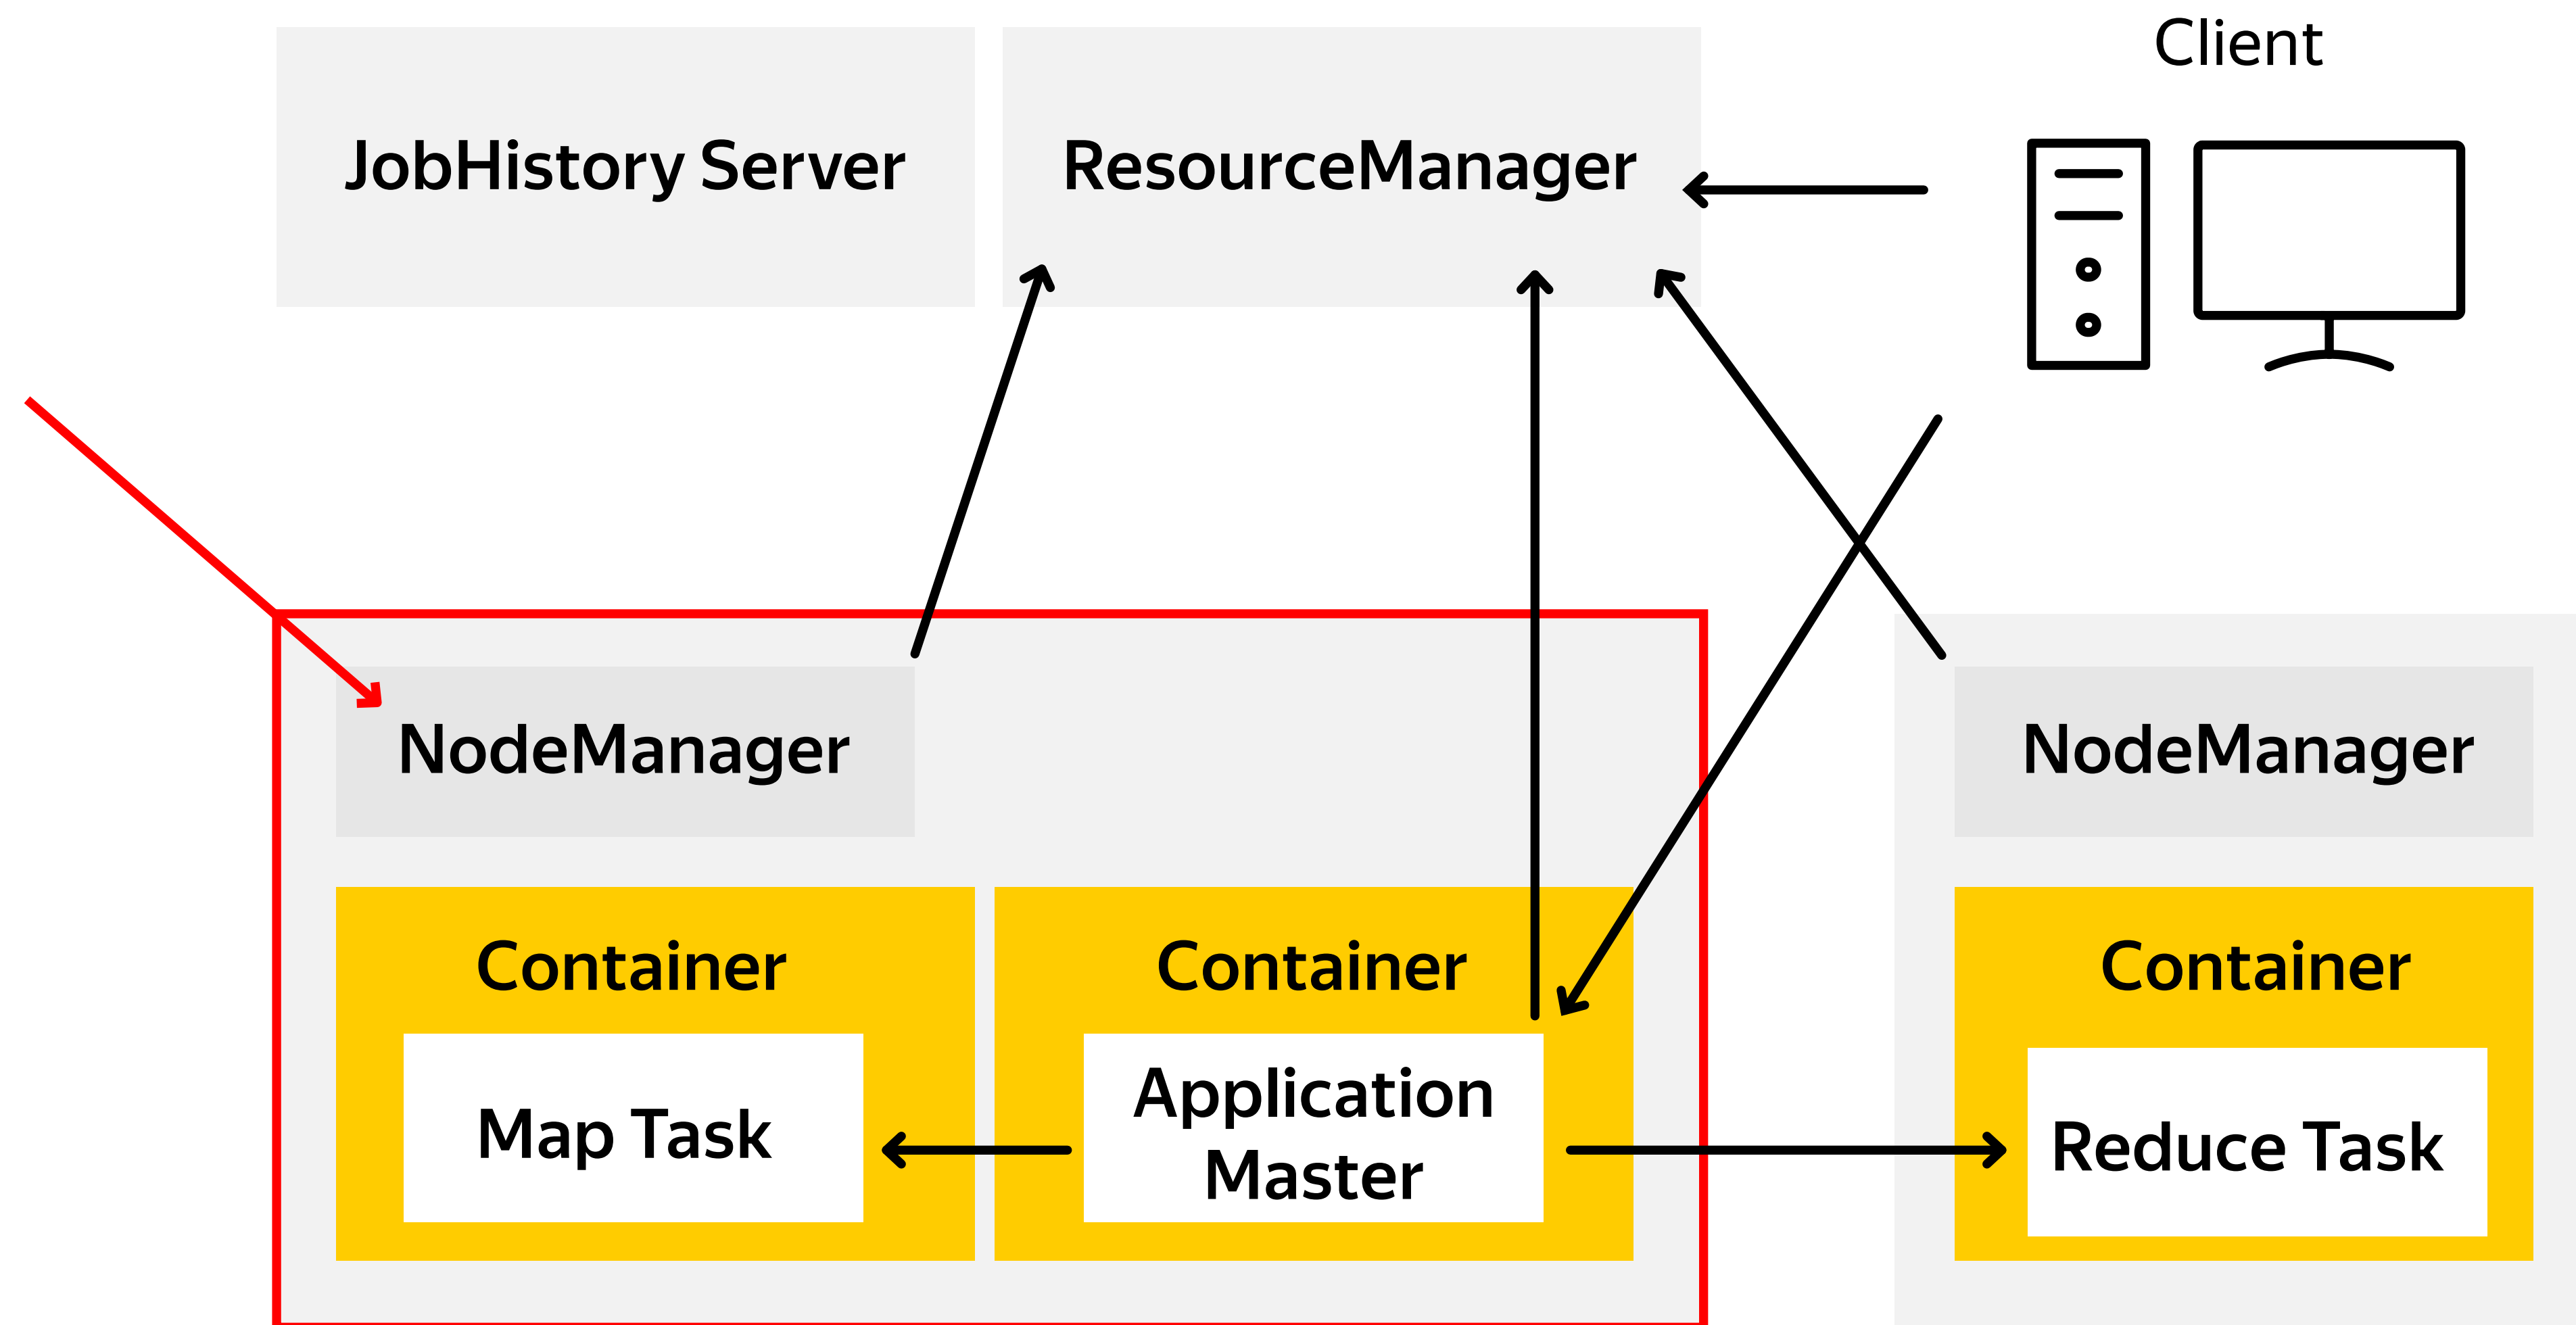 Client
JobHistory Server
ResourceManager
NodeManager
NodeManager
Container
Container
Container
Map Task
Application
Master
Reduce Task